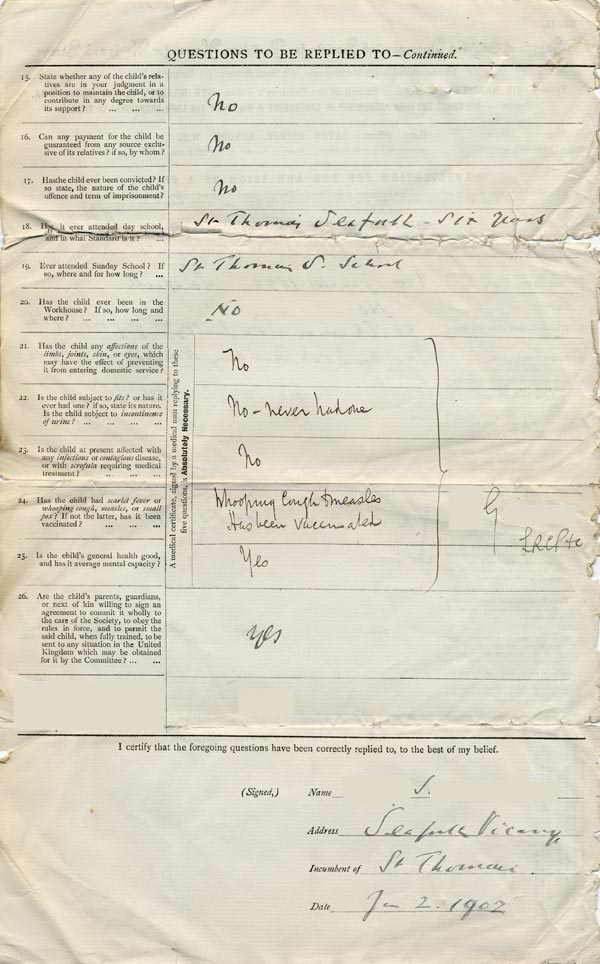 QUESTIONS TO BE REPLIED TO—Continued.
15. State whether any of the child's rela-
tives are in your judgment in a
position to maintain the child, or to
contribute in any degree towards
its support? ... ... ...
No
16. Can any payment for the child be
guaranteed from any source exclu-
sive of its relatives? if so, by whom?
No
17. Has the child ever been convicted? If
so state, the nature of the child's
offence and term of imprisonment?
No
18. Has it ever attended day school,
and in what Standard is it? ...
St Thomas Seaforth - Six Years
19. Ever attended Sunday School? If
so, where and for how long? ...
St Thomas S. School
20. Has the child ever been in the
Workhouse? If so, how long and
where? ... ... ... ...
No
A medical certificate, signed by a medical man replying to these
five questions, is Absolutely Necessary.
21. Has the child any affections of the
limbs, joints, skin, or eyes, which
may have the effect of preventing
it from entering domestic service?
No
22. Is the child subject to fits? or has it
ever had one? if so, state its nature.
Is the child subject to incontinence
of urine? ... ... ... ...
No - never had one
23. Is the child at present affected with
any infectious or contagious disease,
or with scrofula requiring medical
treatment? ... ... ...
No
24. Has the child had scarlet fever or
whooping cough, measles, or small
pox? If not the latter, has it been
vaccinated? ... ... ...
Whooping Cough & measles
Has been vaccinated
G
LRCP &c
25. Is the child's general health good,
and has it average mental capacity?
Yes
26. Are the child's parents, guardians,
or next of kin willing to sign an
agreement to commit it wholly to
the care of the Society, to obey the
rules in force, and to permit the
said child, when fully trained, to be
sent to any situation in the United
Kingdom which may be obtained
for it by the Committee? ... ...
yes
I certify that the foregoing questions have been correctly replied to, to the best of my belief.
(Signed,) Name
Address Seaforth Vicarage
Incumbent of St Thomas
Date Jan 2. 1902